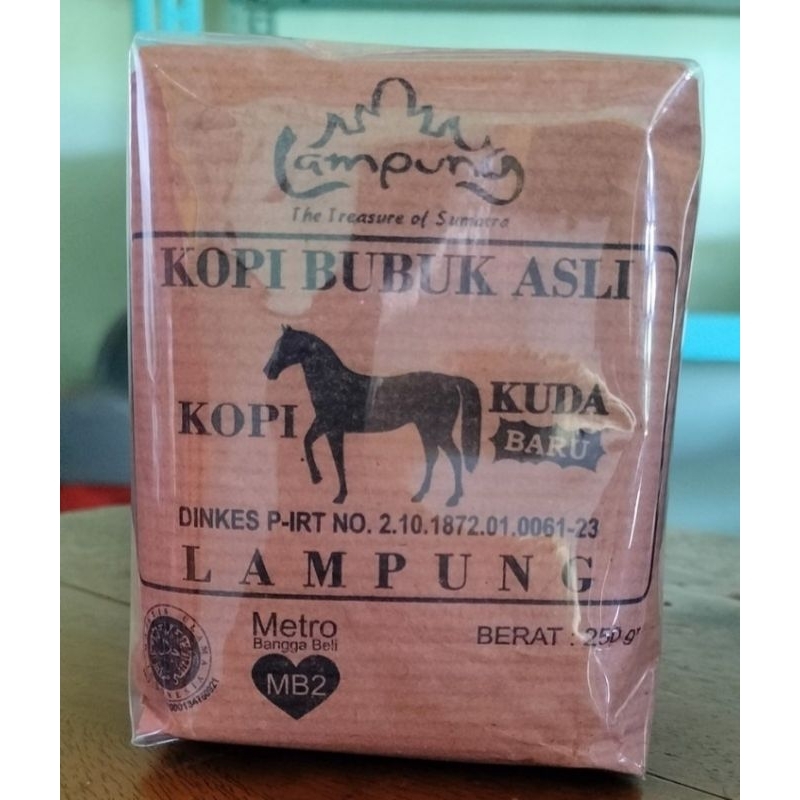 Lampung
The Treasure of Sumatra
KOPI BUBUK ASLI
KOPI KUDA
BARU
DINKES P-IRT NO. 2.10.1872.01.0061-23
LAMPUNG
Metro
Bangga Beli
MB2
BERAT : 250 gr
ULAMA